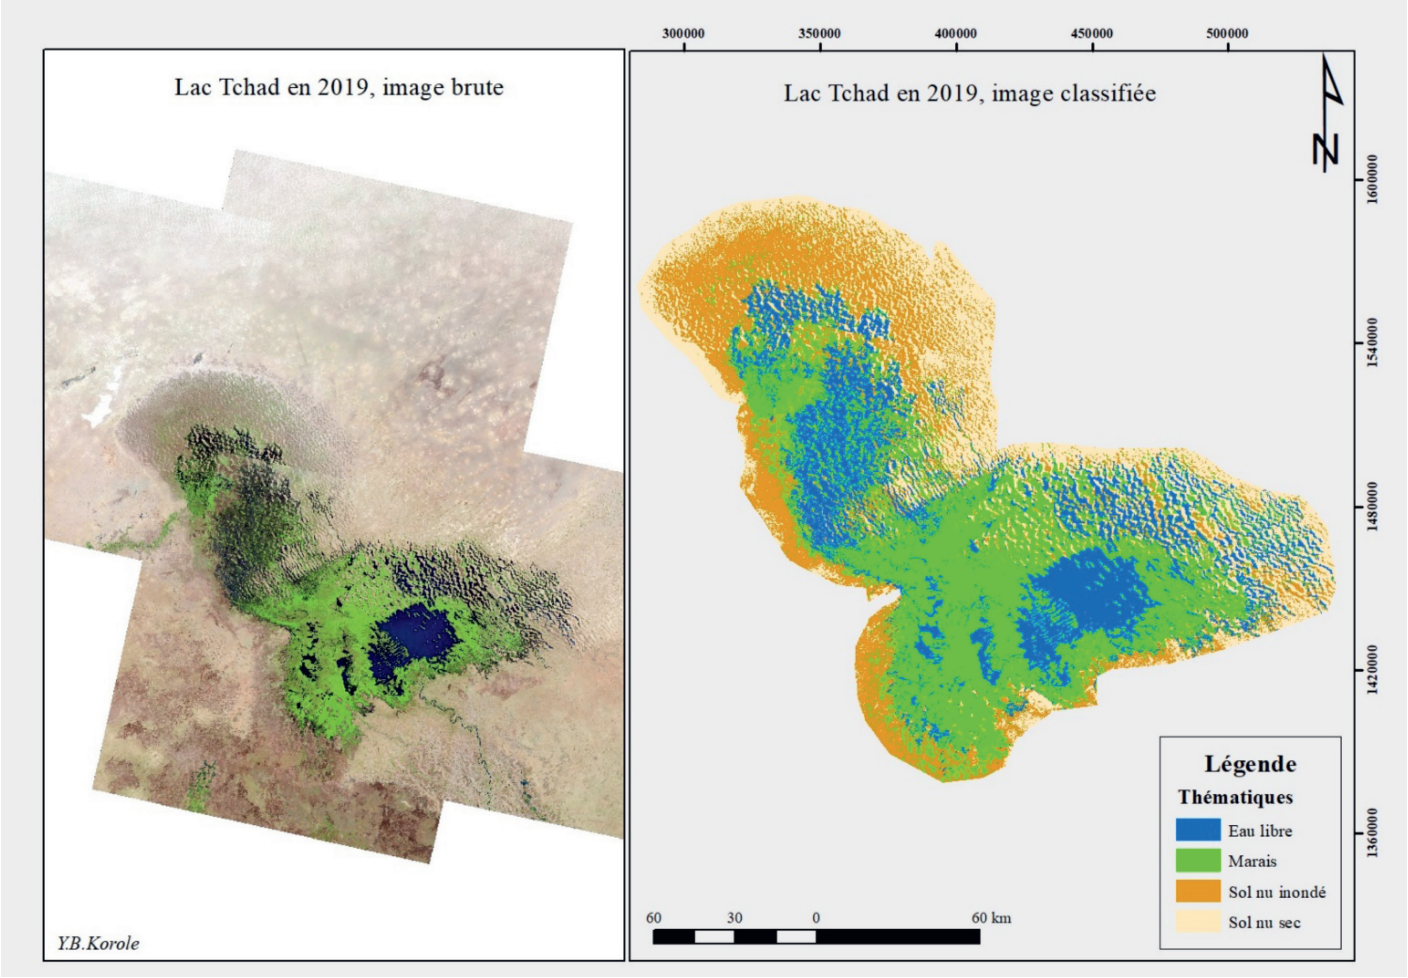 Lac Tchad en 2019, image brute
Y.B.Korole
300000 350000 400000 450000 500000
Lac Tchad en 2019, image classifiée
N
1600000
1540000
1480000
1420000
1360000
Légende
Thématiques
Eau libre
Marais
Sol nu inondé
Sol nu sec
60 30 0 60 km